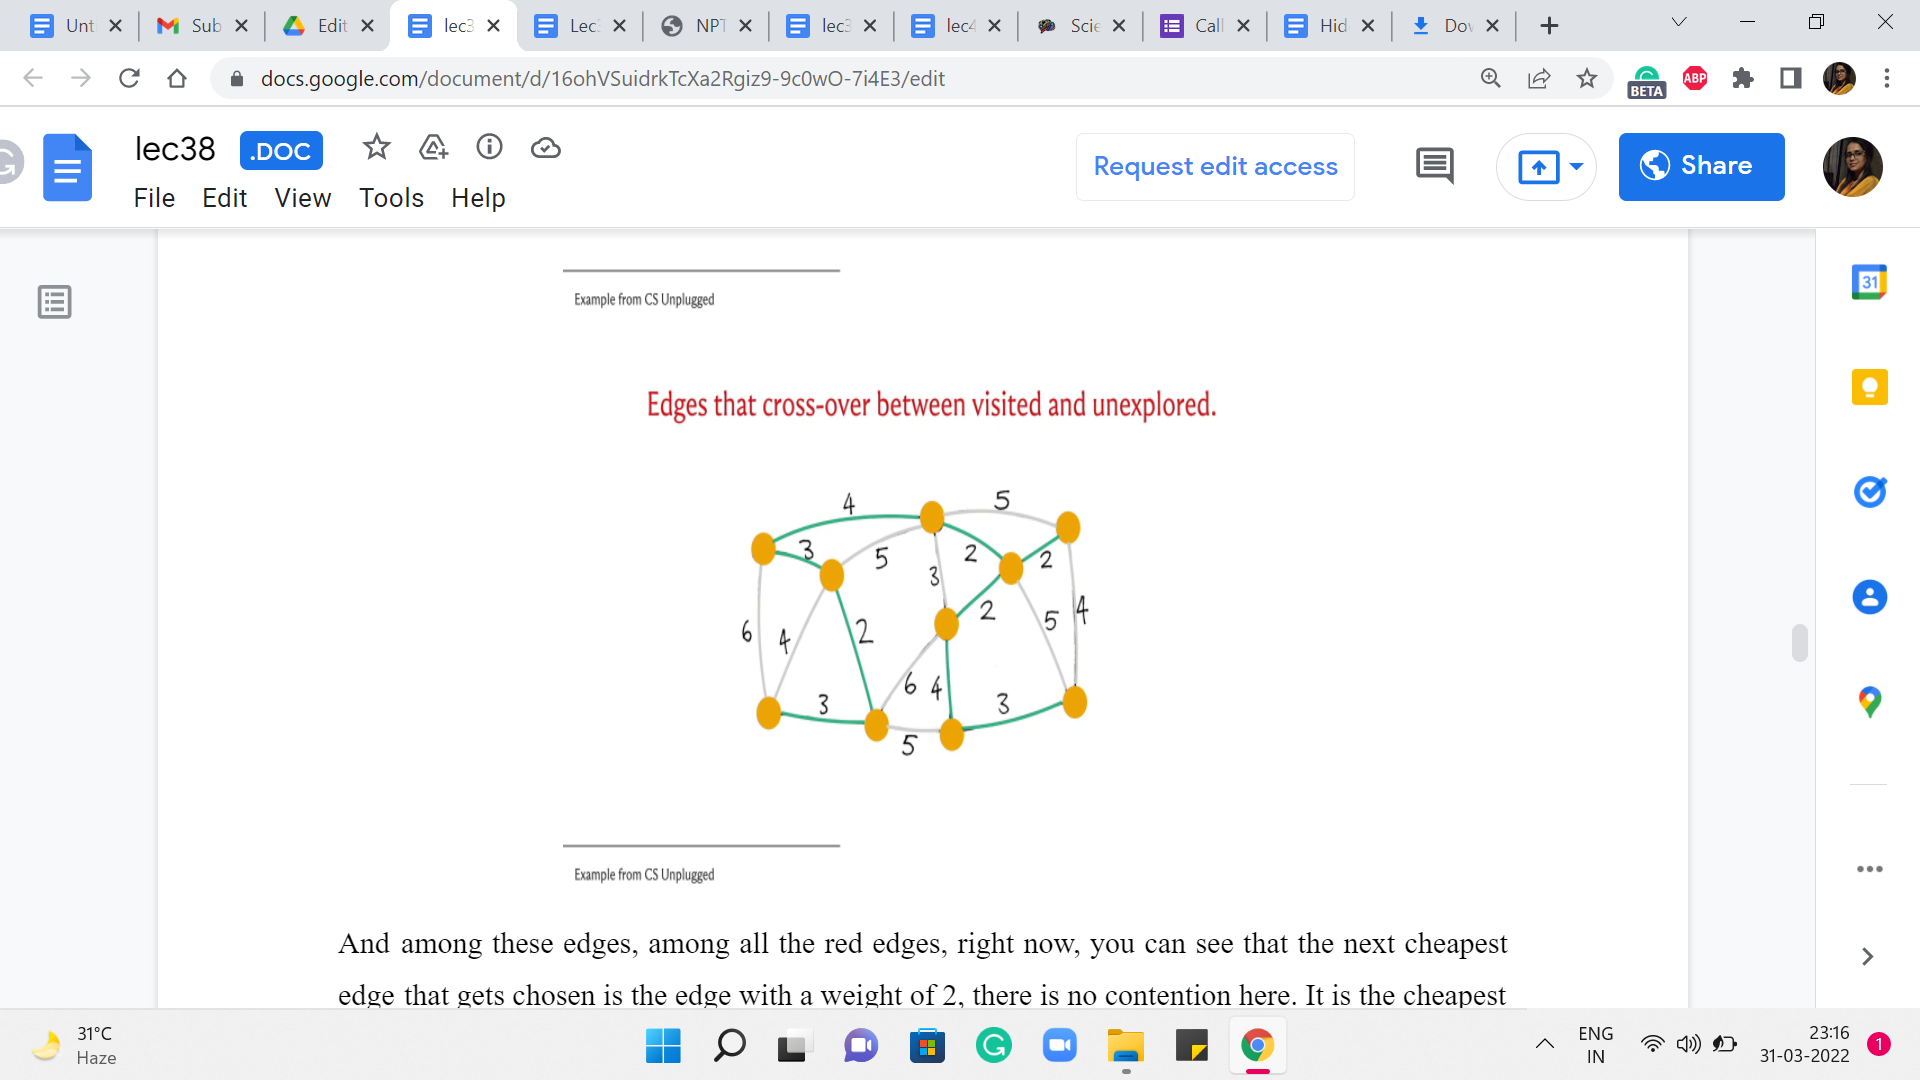 Unt
Sub
Edit
lec3
Lec3
NPT
lec3
lec4
Scie
Call
Hid
Dov
docs.google.com/document/d/16ohVSuidrkTcXa2Rgiz9-9c0wO-7i4E3/edit
ABP
BETA
lec38 .DOC
Request edit access
Share
File Edit View Tools Help
31
Example from CS Unplugged
Edges that cross-over between visited and unexplored.
4 5
3 5 2 2
3
6 4 2 2 5 4
6 4
3 3
5
Example from CS Unplugged
And among these edges, among all the red edges, right now, you can see that the next cheapest
edge that gets chosen is the edge with a weight of 2, there is no contention here. It is the cheapest
31°C
Haze
ENG
IN
23:16
31-03-2022
1